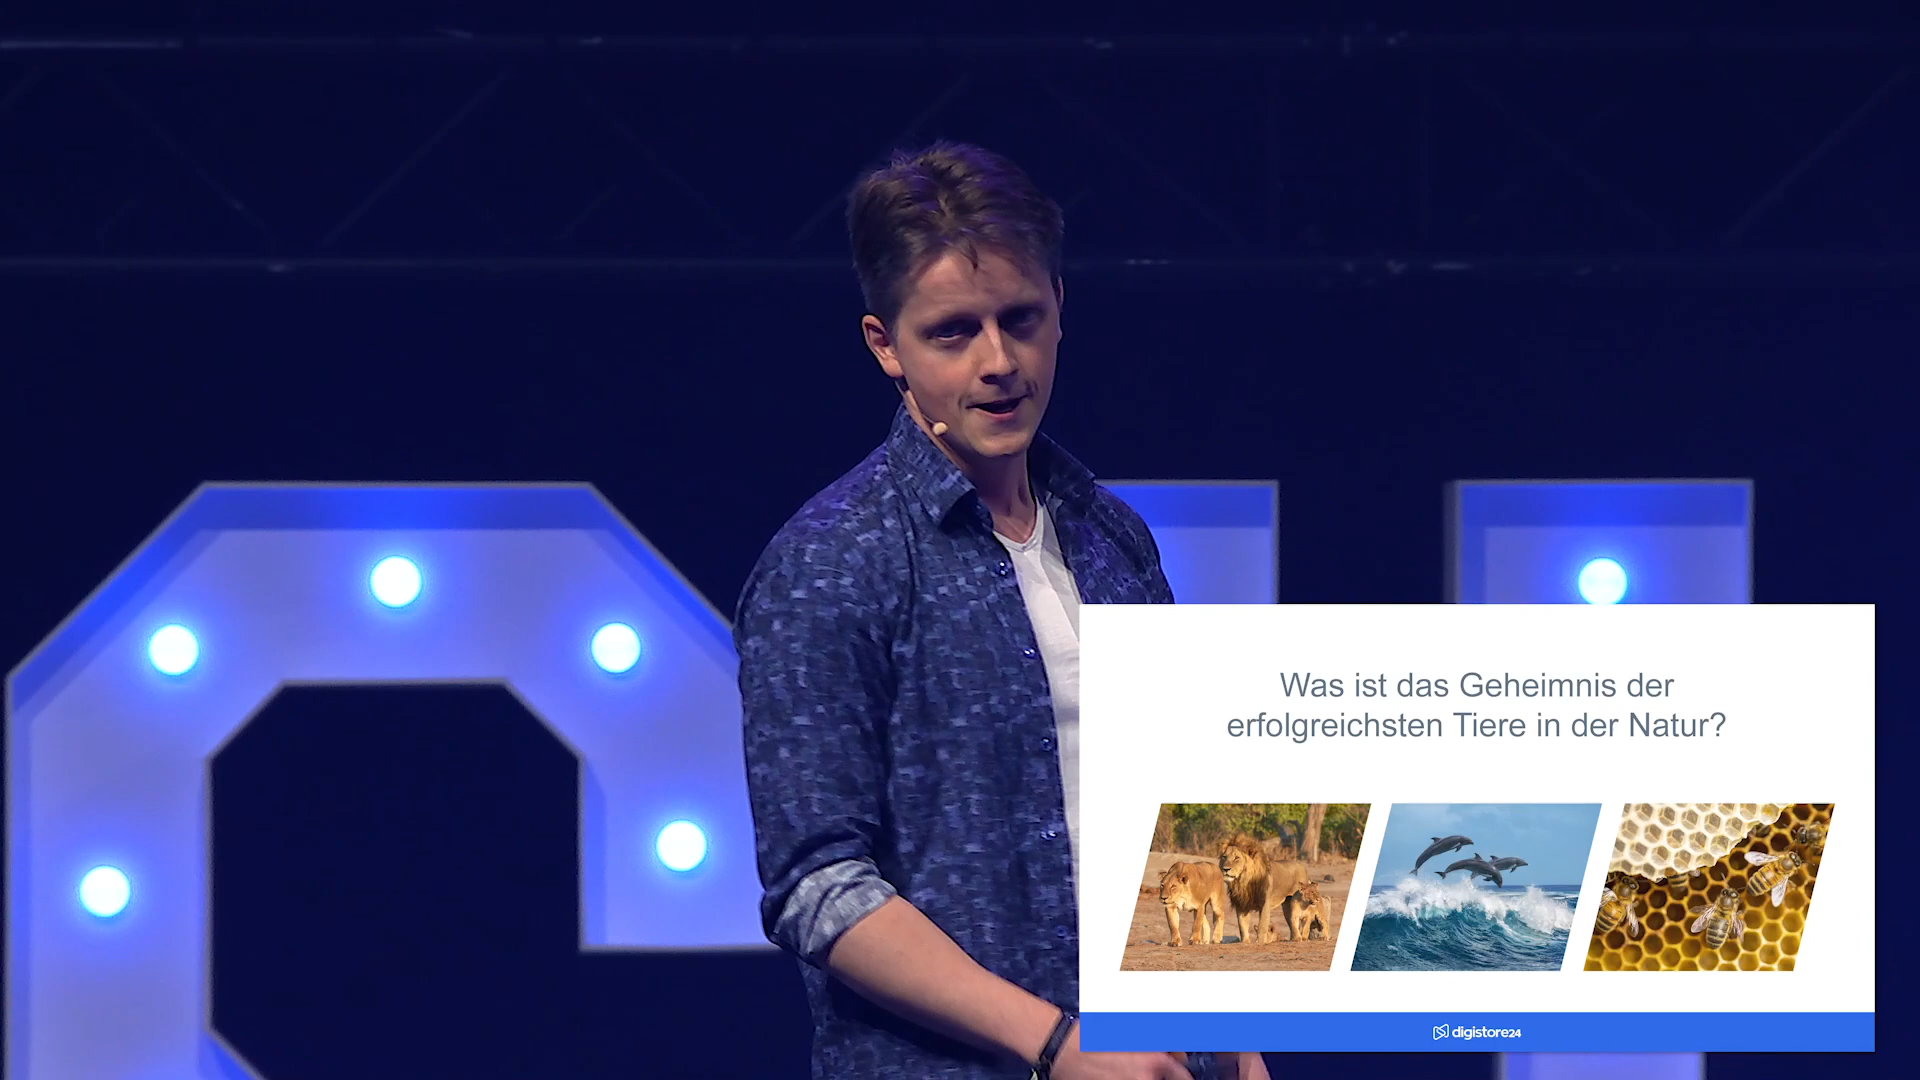 Was ist das Geheimnis der
erfolgreichsten Tiere in der Natur?
digistore24